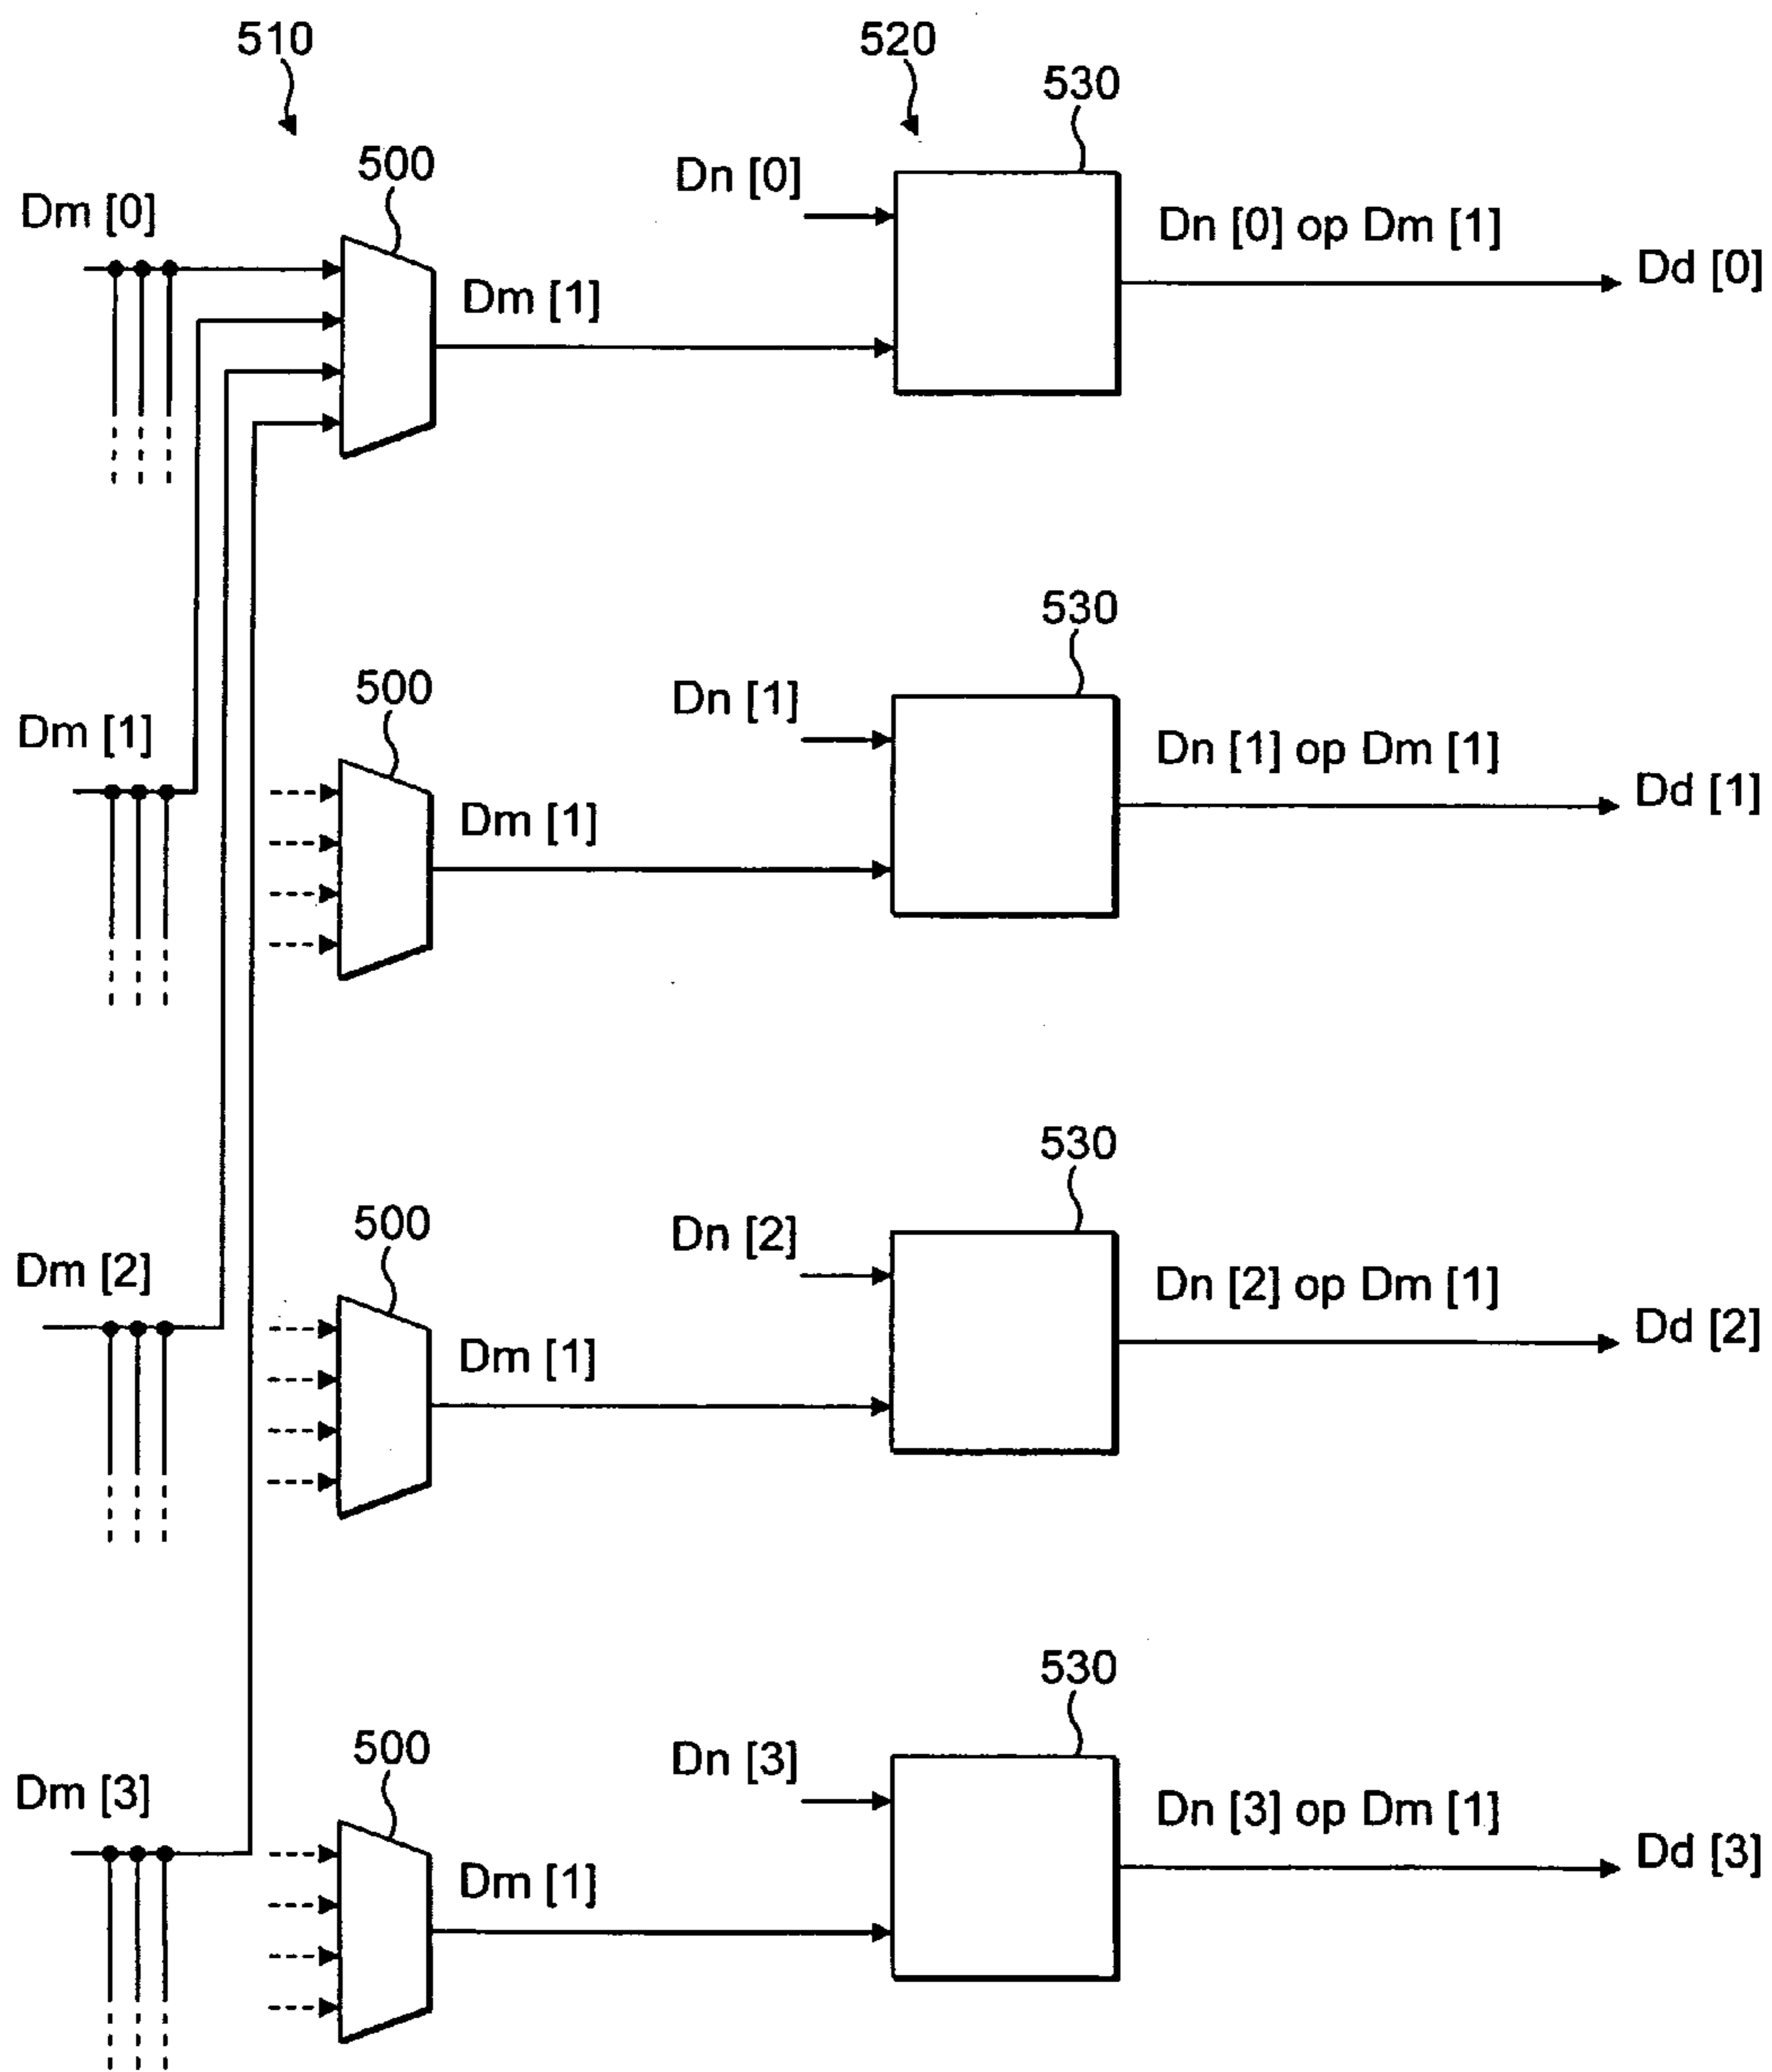 510
520
530
500
Dn [0]
Dm [0]
Dn [0] op Dm [1]
Dd [0]
Dm [1]
530
500
Dn [1]
Dm [1]
Dn [1] op Dm [1]
Dd [1]
Dm [1]
530
500
Dn [2]
Dm [2]
Dn [2] op Dm [1]
Dd [2]
Dm [1]
530
500
Dn [3]
Dm [3]
Dn [3] op Dm [1]
Dd [3]
Dm [1]